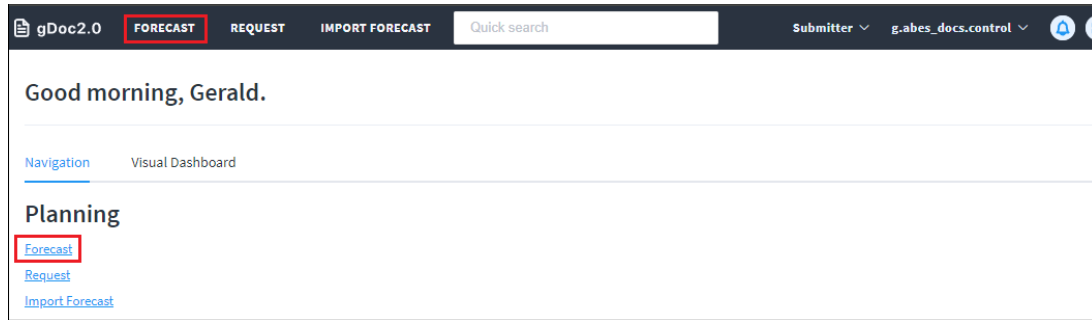 gDoc2.0 FORECAST REQUEST IMPORT FORECAST Quick search Submitter g.abes_docs.control
Good morning, Gerald.
Navigation Visual Dashboard
Planning
Forecast
Request
Import Forecast